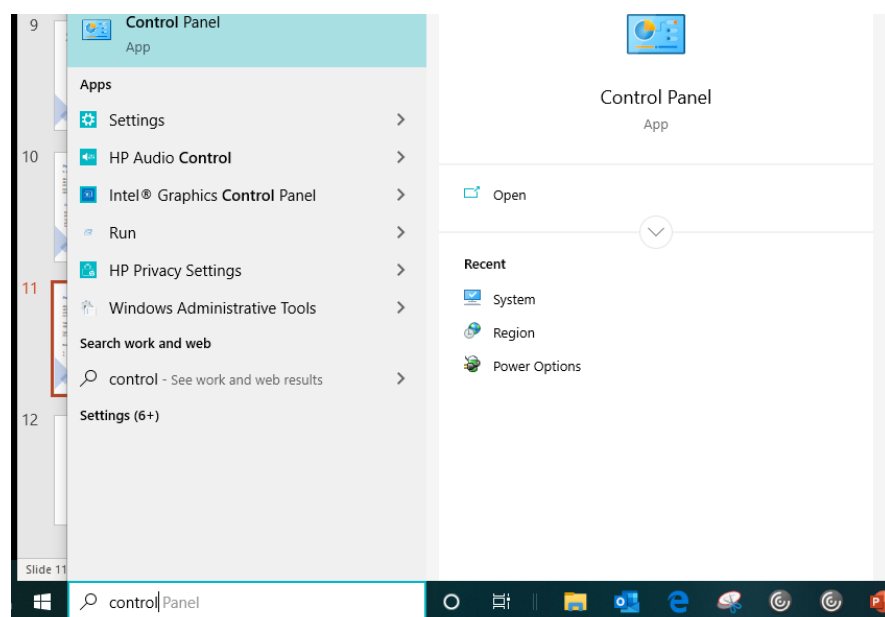 9
10
11
12
Slide 11
Control Panel
App
Apps
Settings
HP Audio Control
Intel® Graphics Control Panel
Run
HP Privacy Settings
Windows Administrative Tools
Search work and web
control - See work and web results
Settings (6+)
control Panel
Control Panel
App
Open
Recent
System
Region
Power Options